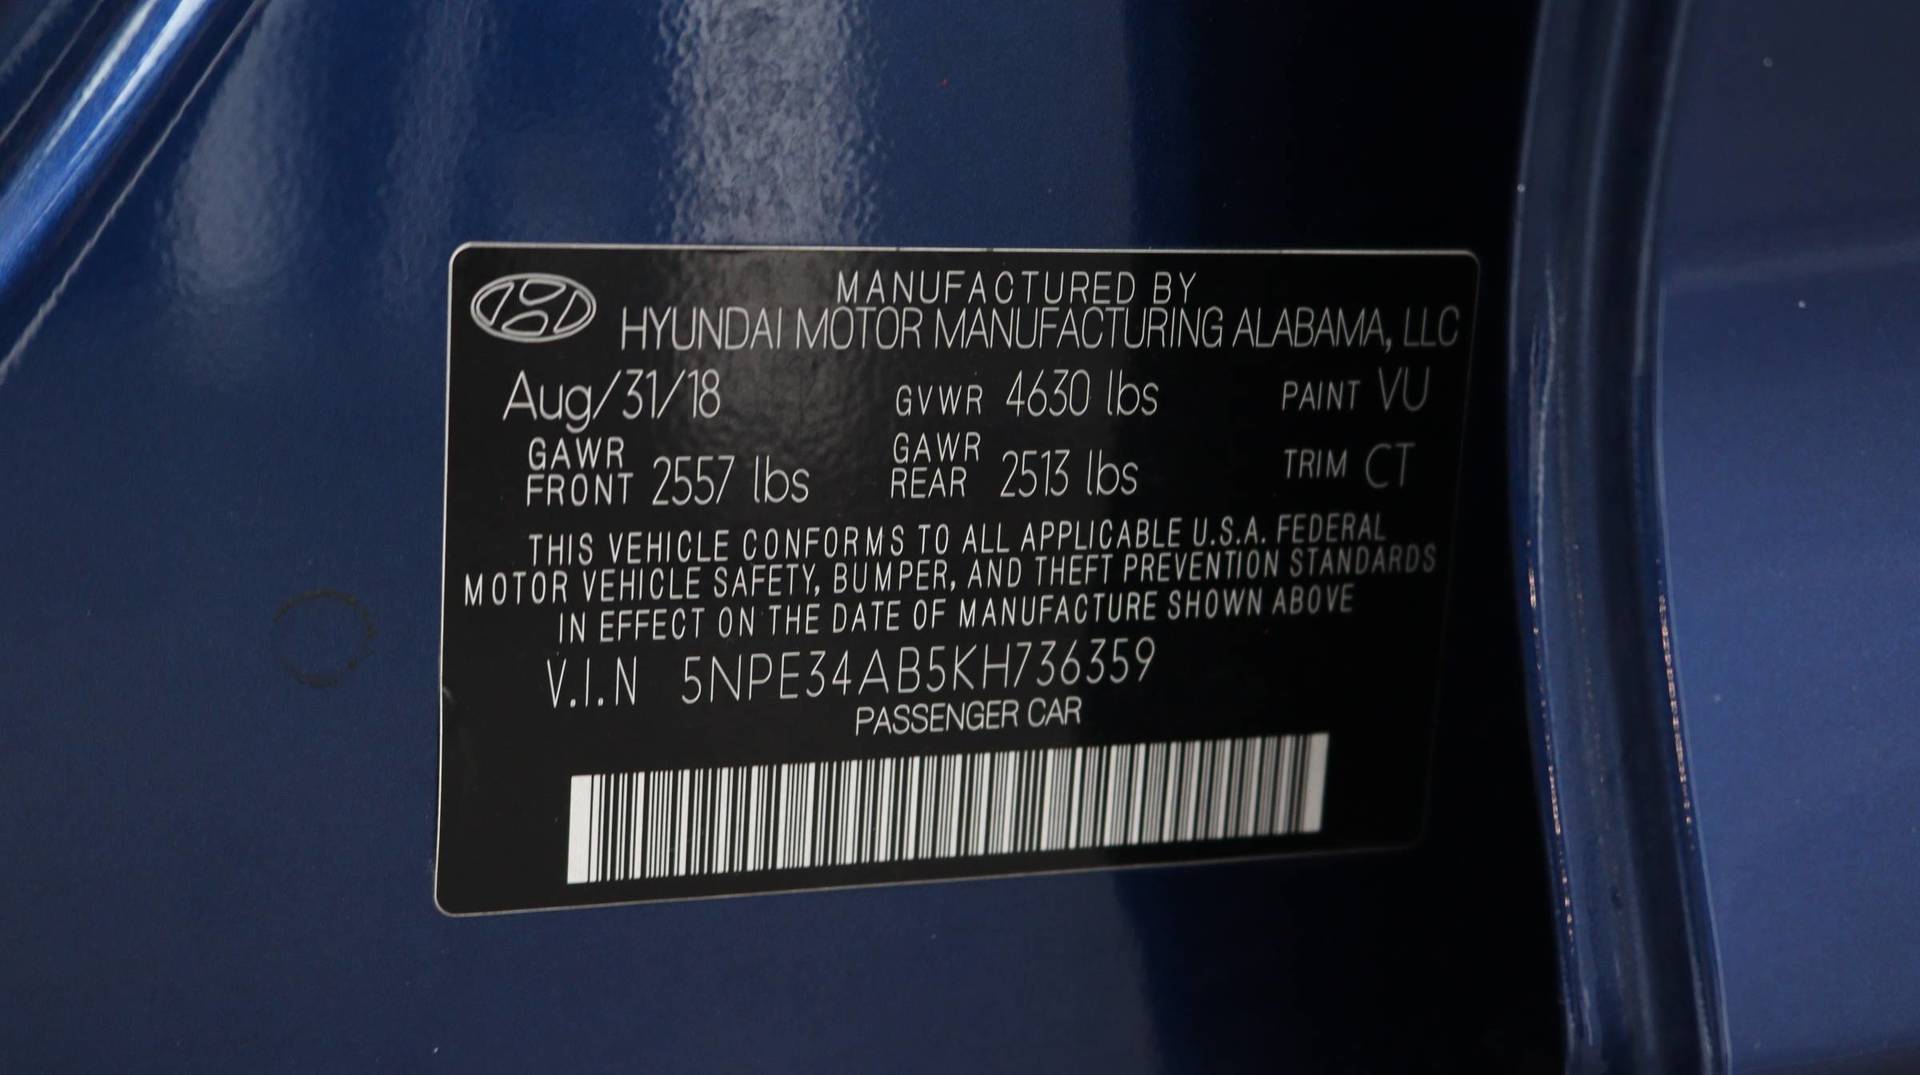 MANUFACTURED BY
HYUNDAI MOTOR MANUFACTURING ALABAMA, LLC
Aug/31/18 GVWR 4630 lbs PAINT VU
GAWR FRONT 2557 lbs GAWR REAR 2513 lbs TRIM CT
THIS VEHICLE CONFORMS TO ALL APPLICABLE U.S.A. FEDERAL
MOTOR VEHICLE SAFETY, BUMPER, AND THEFT PREVENTION STANDARDS
IN EFFECT ON THE DATE OF MANUFACTURE SHOWN ABOVE
V.I.N 5NPE34AB5KH736359
PASSENGER CAR